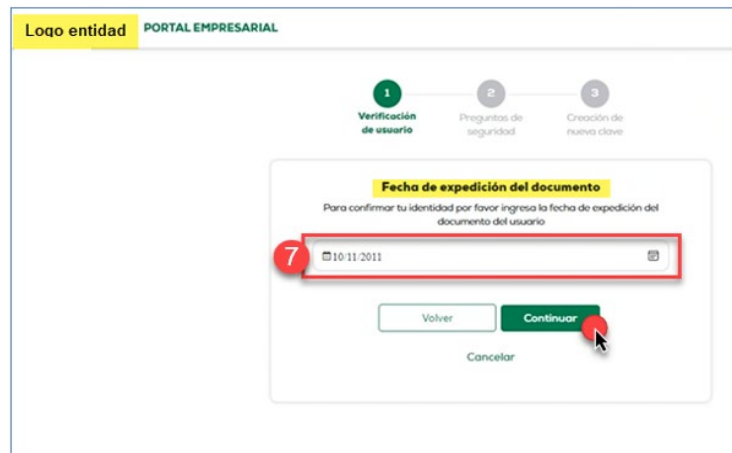 Logo entidad PORTAL EMPRESARIAL
1 2 3
Verificación de usuario
Preguntas de seguridad
Creación de nueva clave
Fecha de expedición del documento
Para confirmar tu identidad por favor ingresa la fecha de expedición del
documento del usuario
7 10/11/2011
Volver Continuar
Cancelar